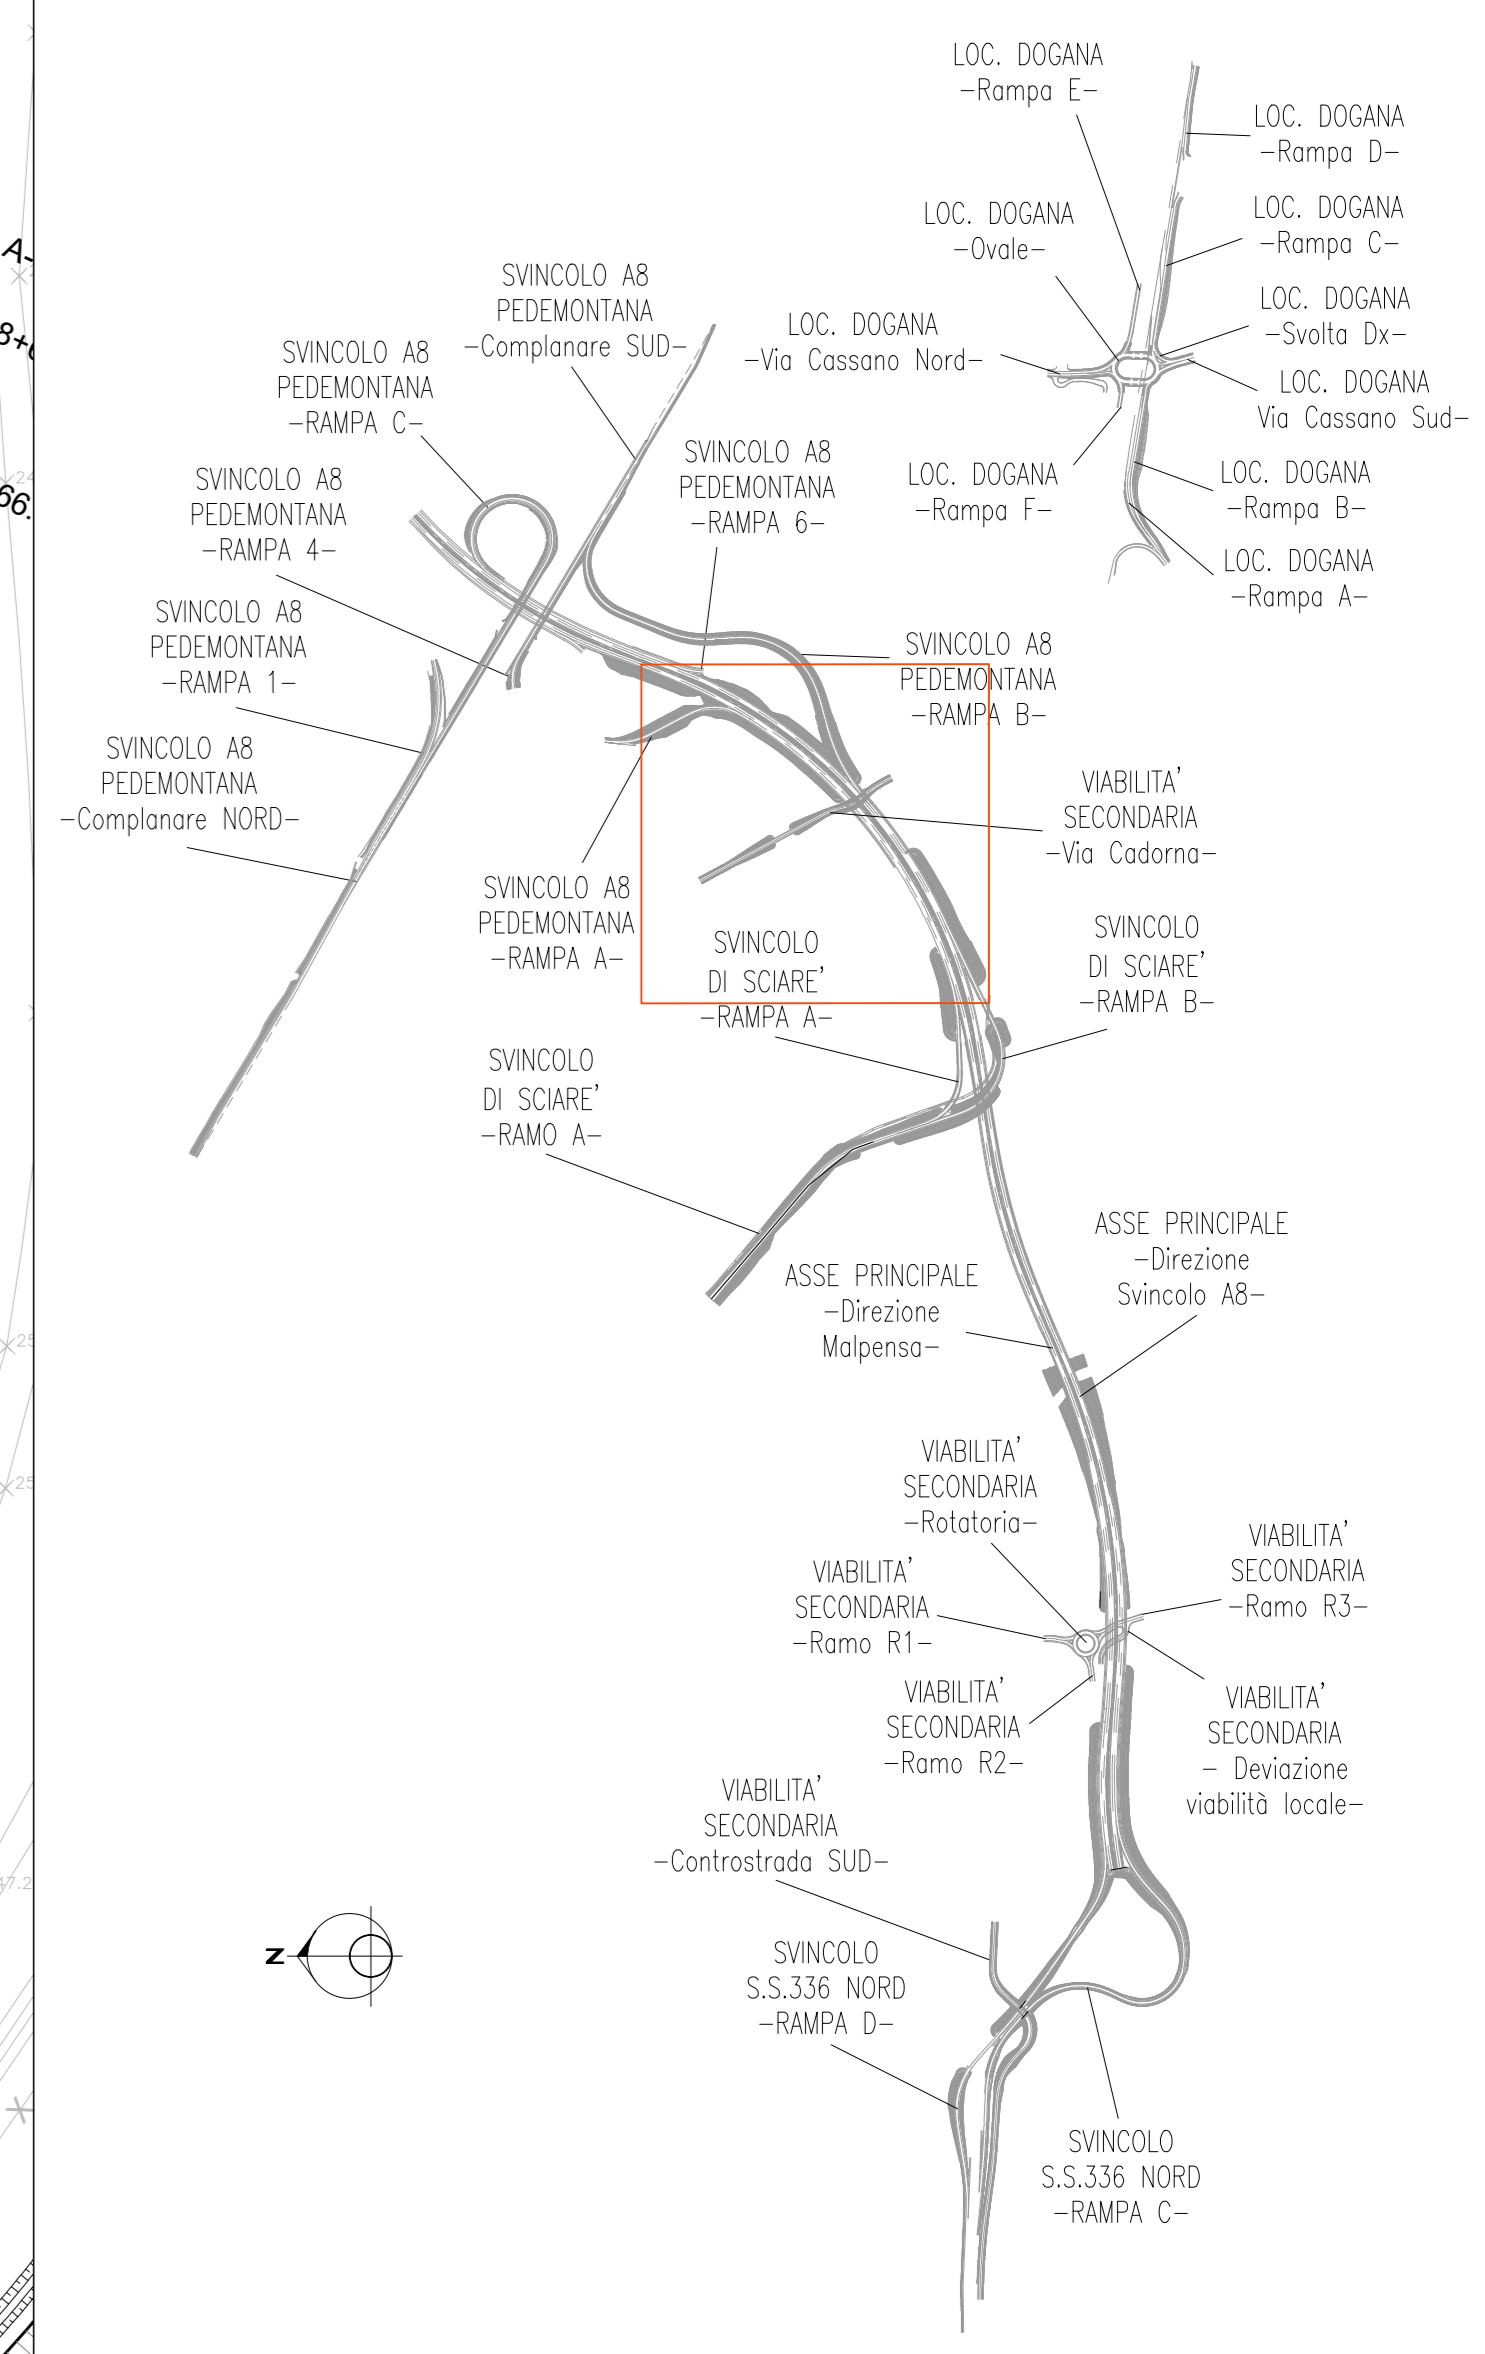 LOC. DOGANA
-Rampa E-
LOC. DOGANA
-Rampa D-
LOC. DOGANA
-Ovale-
LOC. DOGANA
-Rampa C-
LOC. DOGANA
-Svolta Dx-
LOC. DOGANA
-Via Cassano Nord-
LOC. DOGANA
Via Cassano Sud-
LOC. DOGANA
-Rampa F-
LOC. DOGANA
-Rampa B-
LOC. DOGANA
-Rampa A-
SVINCOLO A8
PEDEMONTANA
-Complanare SUD-
SVINCOLO A8
PEDEMONTANA
-RAMPA C-
SVINCOLO A8
PEDEMONTANA
-RAMPA 6-
SVINCOLO A8
PEDEMONTANA
-RAMPA 4-
SVINCOLO A8
PEDEMONTANA
-RAMPA 1-
SVINCOLO A8
PEDEMONTANA
-RAMPA B-
SVINCOLO A8
PEDEMONTANA
-Complanare NORD-
VIABILITA'
SECONDARIA
-Via Cadorna-
SVINCOLO A8
PEDEMONTANA
-RAMPA A-
SVINCOLO
DI SCIARE'
-RAMPA A-
SVINCOLO
DI SCIARE'
-RAMPA B-
SVINCOLO
DI SCIARE'
-RAMO A-
ASSE PRINCIPALE
-Direzione
Svincolo A8-
ASSE PRINCIPALE
-Direzione
Malpensa-
VIABILITA'
SECONDARIA
-Rotatoria-
VIABILITA'
SECONDARIA
-Ramo R3-
VIABILITA'
SECONDARIA
-Ramo R1-
VIABILITA'
SECONDARIA
-Ramo R2-
VIABILITA'
SECONDARIA
- Deviazione
viabilità locale-
VIABILITA'
SECONDARIA
-Controstrada SUD-
N
SVINCOLO
S.S.336 NORD
-RAMPA D-
SVINCOLO
S.S.336 NORD
-RAMPA C-
A-
66.
25
25
47.2